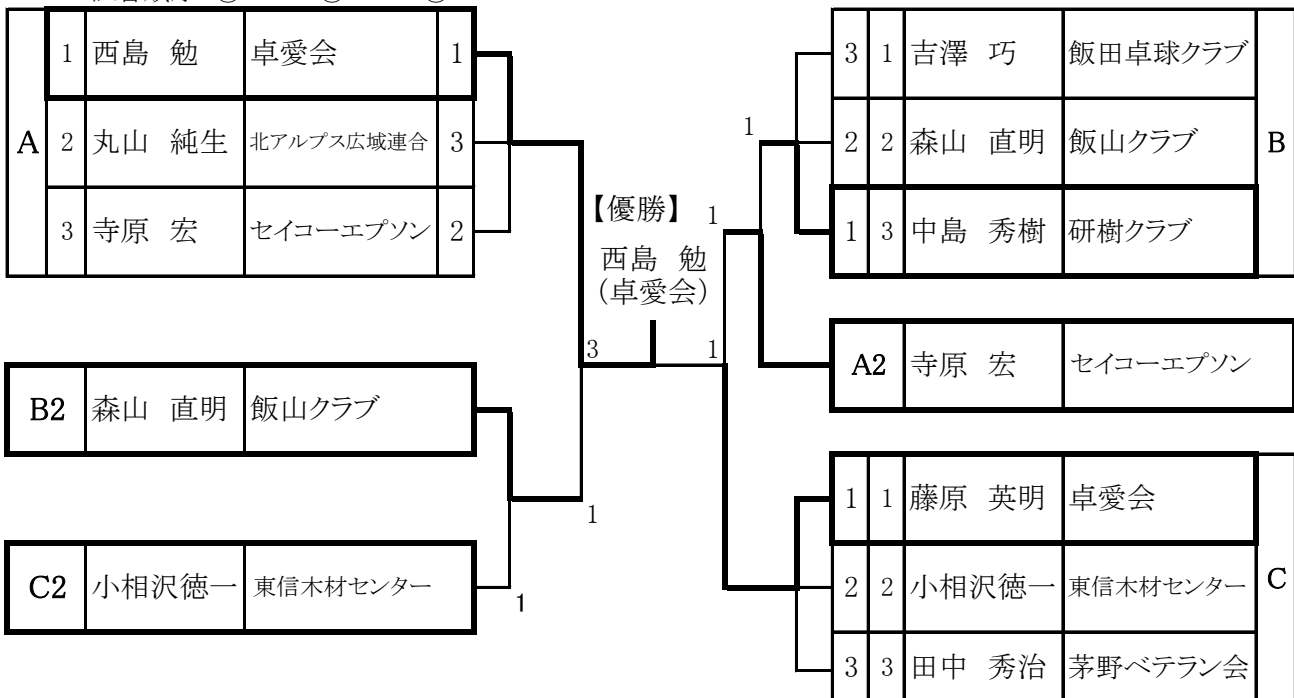 A
1 西島 勉 卓愛会 1
2 丸山 純生 北アルプス広域連合 3
3 寺原 宏 セイコーエプソン 2
B2 森山 直明 飯山クラブ
C2 小相沢徳一 東信木材センター
3
1
1
【優勝】
西島 勉
(卓愛会)
1
1
1
3 1 吉澤 巧 飯田卓球クラブ
2 2 森山 直明 飯山クラブ
1 3 中島 秀樹 研樹クラブ
B
A2 寺原 宏 セイコーエプソン
1 1 藤原 英明 卓愛会
2 2 小相沢徳一 東信木材センター
3 3 田中 秀治 茅野ベテラン会
C